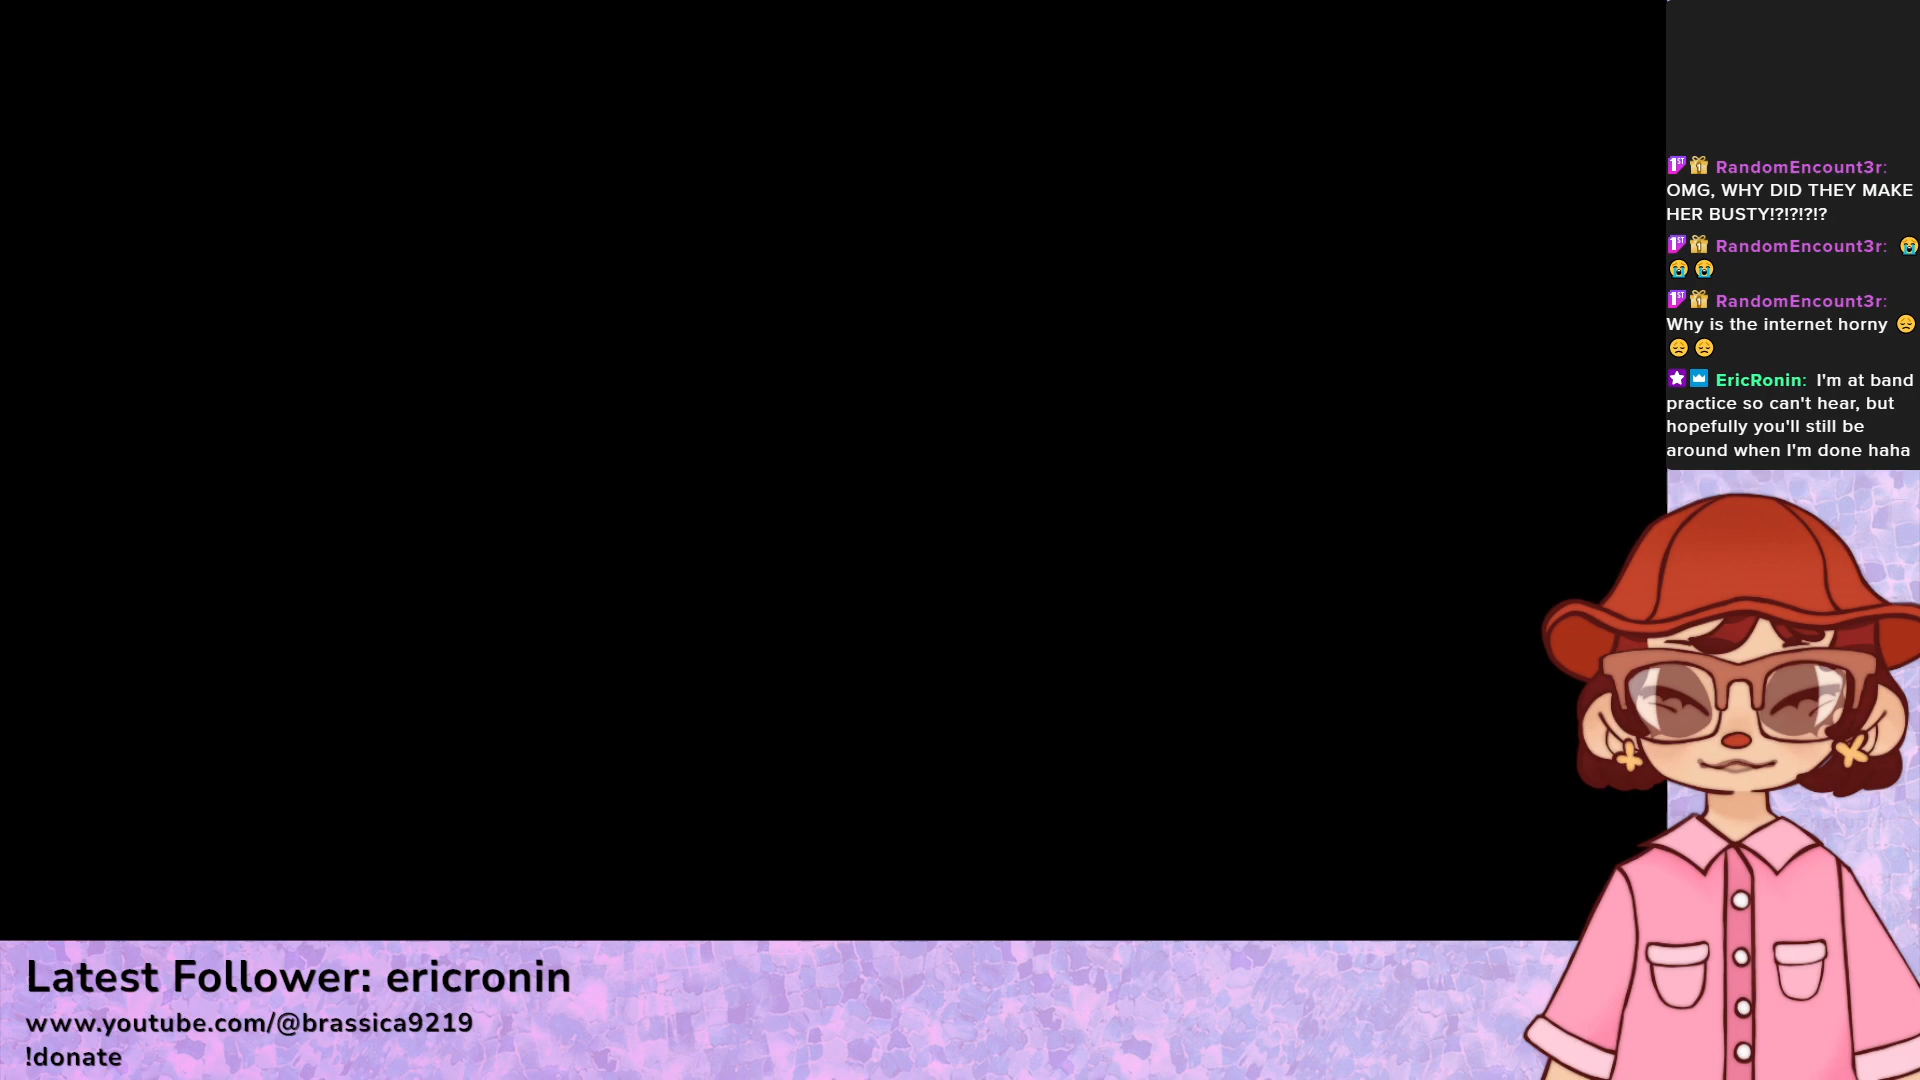 RandomEncount3r:
OMG, WHY DID THEY MAKE
HER BUSTY!?!?!?!?
RandomEncount3r: 😭
😭 😭
RandomEncount3r:
Why is the internet horny 😔
😔 😔
EricRonin: I'm at band
practice so can't hear, but
hopefully you'll still be
around when I'm done haha
Latest Follower: ericronin
www.youtube.com/@brassica9219
!donate